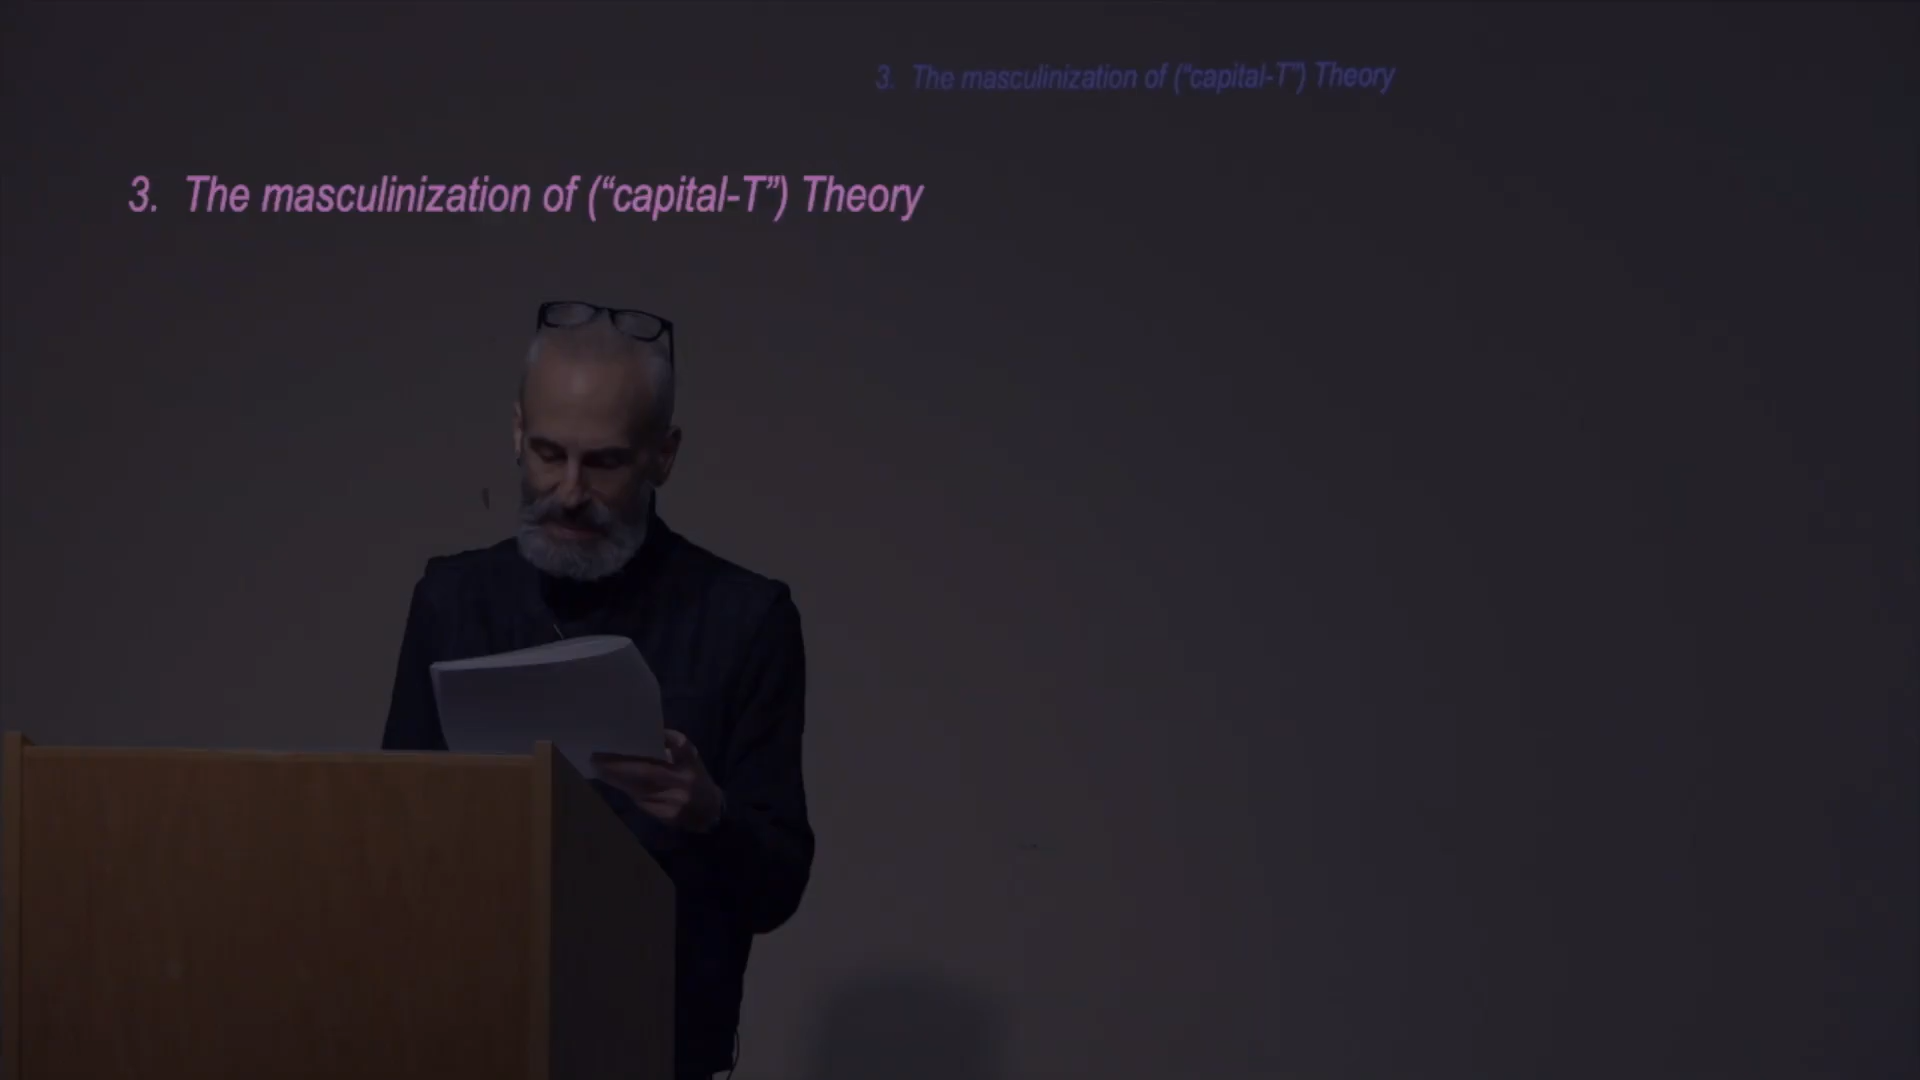 3. The masculinization of (“capital-T”) Theory
3. The masculinization of (“capital-T”) Theory